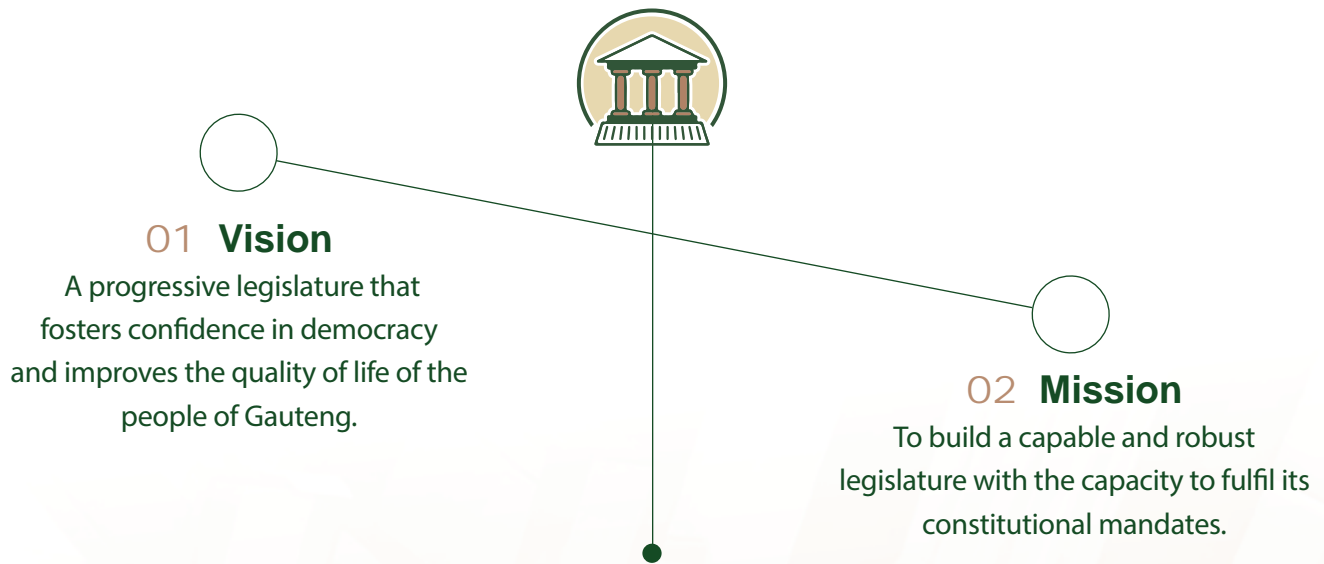 01 Vision
A progressive legislature that
fosters confidence in democracy
and improves the quality of life of the
people of Gauteng.
02 Mission
To build a capable and robust
legislature with the capacity to fulfil its
constitutional mandates.